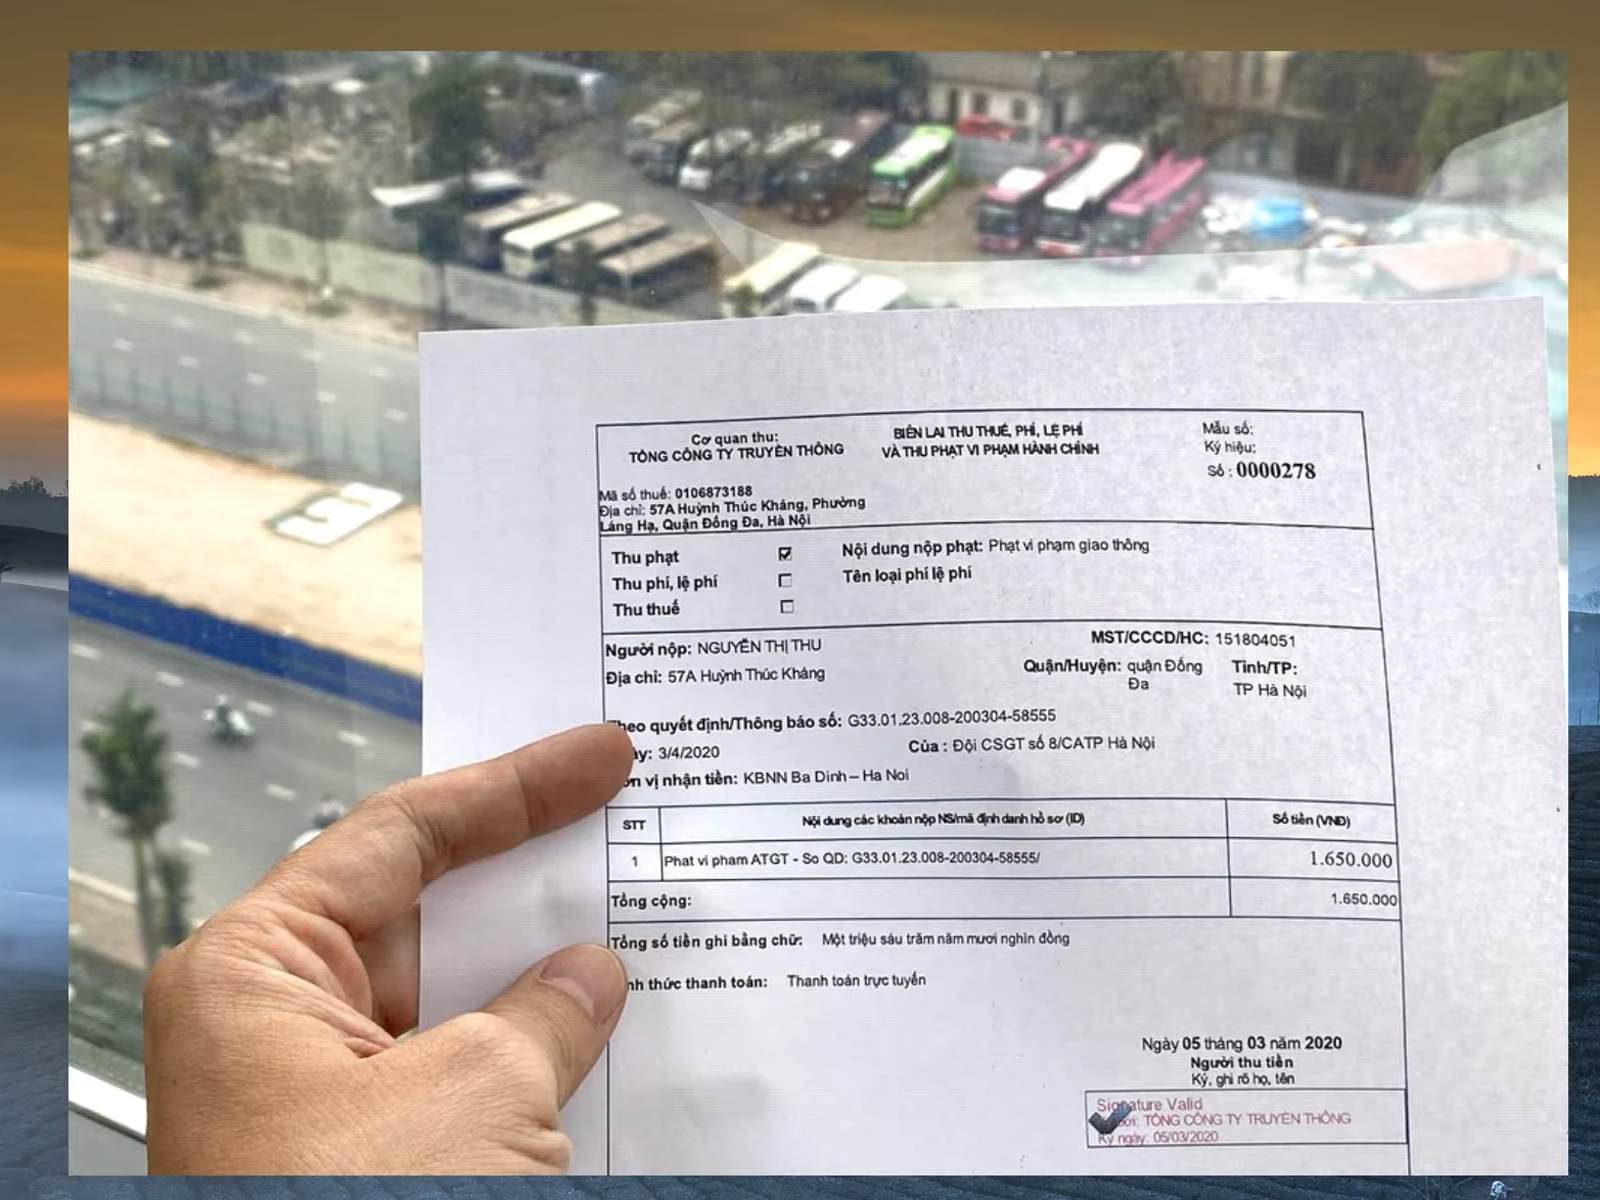 Cơ quan thu:
TỔNG CÔNG TY TRUYỀN THÔNG
BIÊN LAI THU THUẾ, PHÍ, LỆ PHÍ
VÀ THU PHẠT VI PHẠM HÀNH CHÍNH
Mẫu số:
Ký hiệu:
Số : 0000278
Mã số thuế: 0106873188
Địa chỉ: 57A Huỳnh Thúc Kháng, Phường
Láng Hạ, Quận Đống Đa, Hà Nội
Thu phạt
Thu phí, lệ phí
Thu thuế
Nội dung nộp phạt: Phạt vi phạm giao thông
Tên loại phí lệ phí
Người nộp: NGUYỄN THỊ THU
MST/CCCD/HC: 151804051
Địa chỉ: 57A Huỳnh Thúc Kháng
Quận/Huyện: quận Đống Đa
Tỉnh/TP: TP Hà Nội
heo quyết định/Thông báo số: G33.01.23.008-200304-58555
ày: 3/4/2020
Của : Đội CSGT số 8/CATP Hà Nội
ơn vị nhận tiền: KBNN Ba Dinh – Ha Noi
STT Nội dung các khoản nộp NS/mã định danh hồ sơ (ID) Số tiền (VNĐ)
1 Phat vi pham ATGT - So QD: G33.01.23.008-200304-58555/ 1.650.000
Tổng cộng: 1.650.000
Tổng số tiền ghi bằng chữ: Một triệu sáu trăm năm mươi nghìn đồng
nh thức thanh toán: Thanh toán trực tuyến
Ngày 05 tháng 03 năm 2020
Người thu tiền
Ký, ghi rõ họ, tên
Signature Valid
ởi: TỔNG CÔNG TY TRUYỀN THÔNG
Ký ngày: 05/03/2020